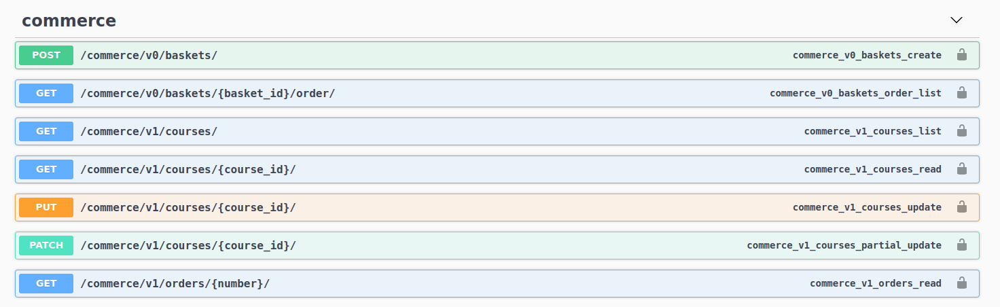 commerce
POST /commerce/v0/baskets/ commerce_v0_baskets_create
GET /commerce/v0/baskets/{basket_id}/order/ commerce_v0_baskets_order_list
GET /commerce/v1/courses/ commerce_v1_courses_list
GET /commerce/v1/courses/{course_id}/ commerce_v1_courses_read
PUT /commerce/v1/courses/{course_id}/ commerce_v1_courses_update
PATCH /commerce/v1/courses/{course_id}/ commerce_v1_courses_partial_update
GET /commerce/v1/orders/{number}/ commerce_v1_orders_read